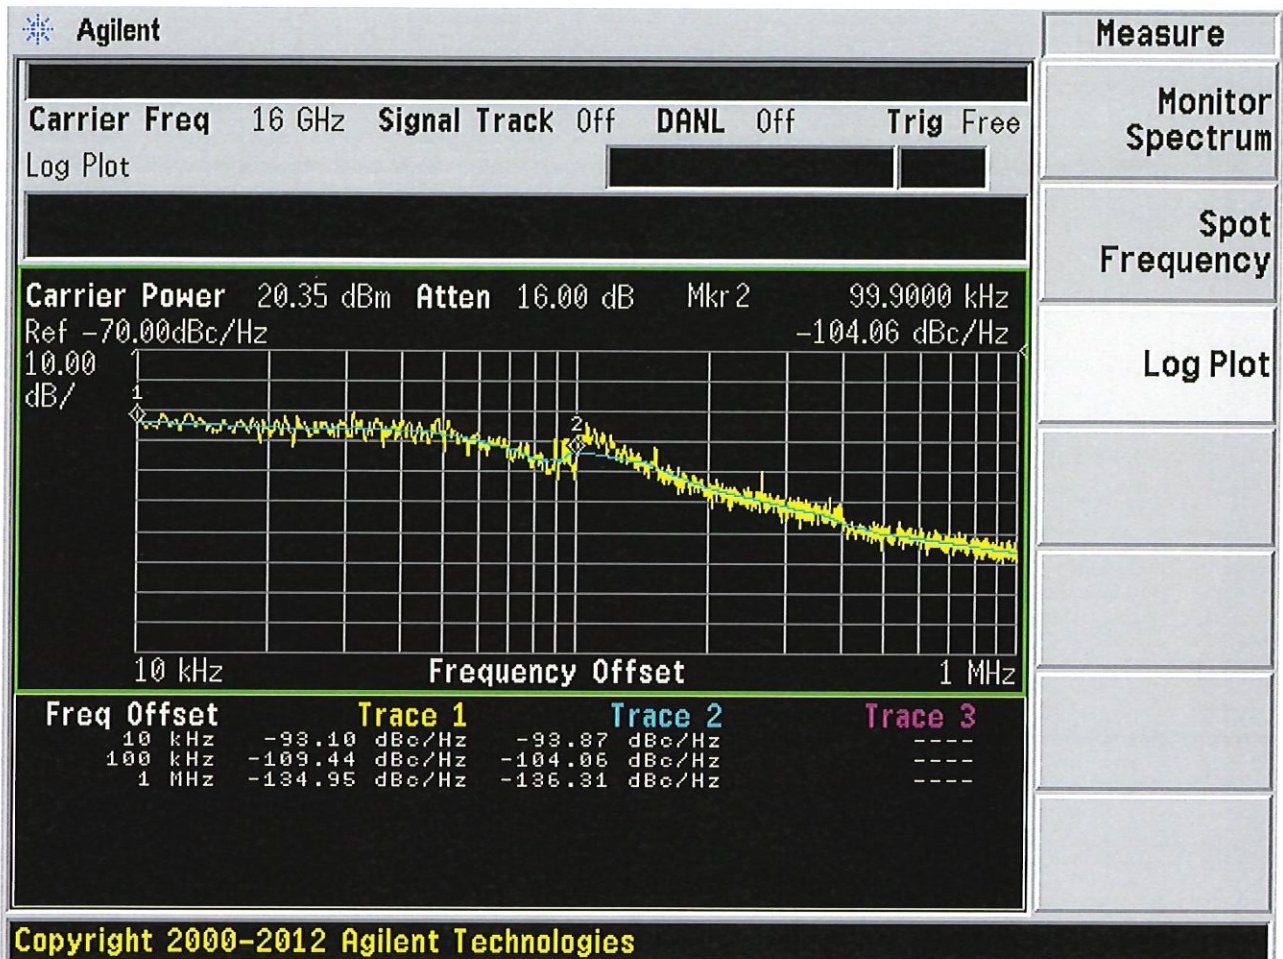 Agilent
Measure
Carrier Freq 16 GHz Signal Track Off DANL Off Trig Free
Log Plot
Monitor
Spectrum
Spot
Frequency
Log Plot
Carrier Power 20.35 dBm Atten 16.00 dB Mkr 2 99.9000 kHz
Ref -70.00dBc/Hz -104.06 dBc/Hz
10.00
dB/
1
2
10 kHz Frequency Offset 1 MHz
Freq Offset Trace 1 Trace 2 Trace 3
10 kHz -93.10 dBc/Hz -93.87 dBc/Hz ----
100 kHz -109.44 dBc/Hz -104.06 dBc/Hz ----
1 MHz -134.95 dBc/Hz -136.31 dBc/Hz ----
Copyright 2000-2012 Agilent Technologies